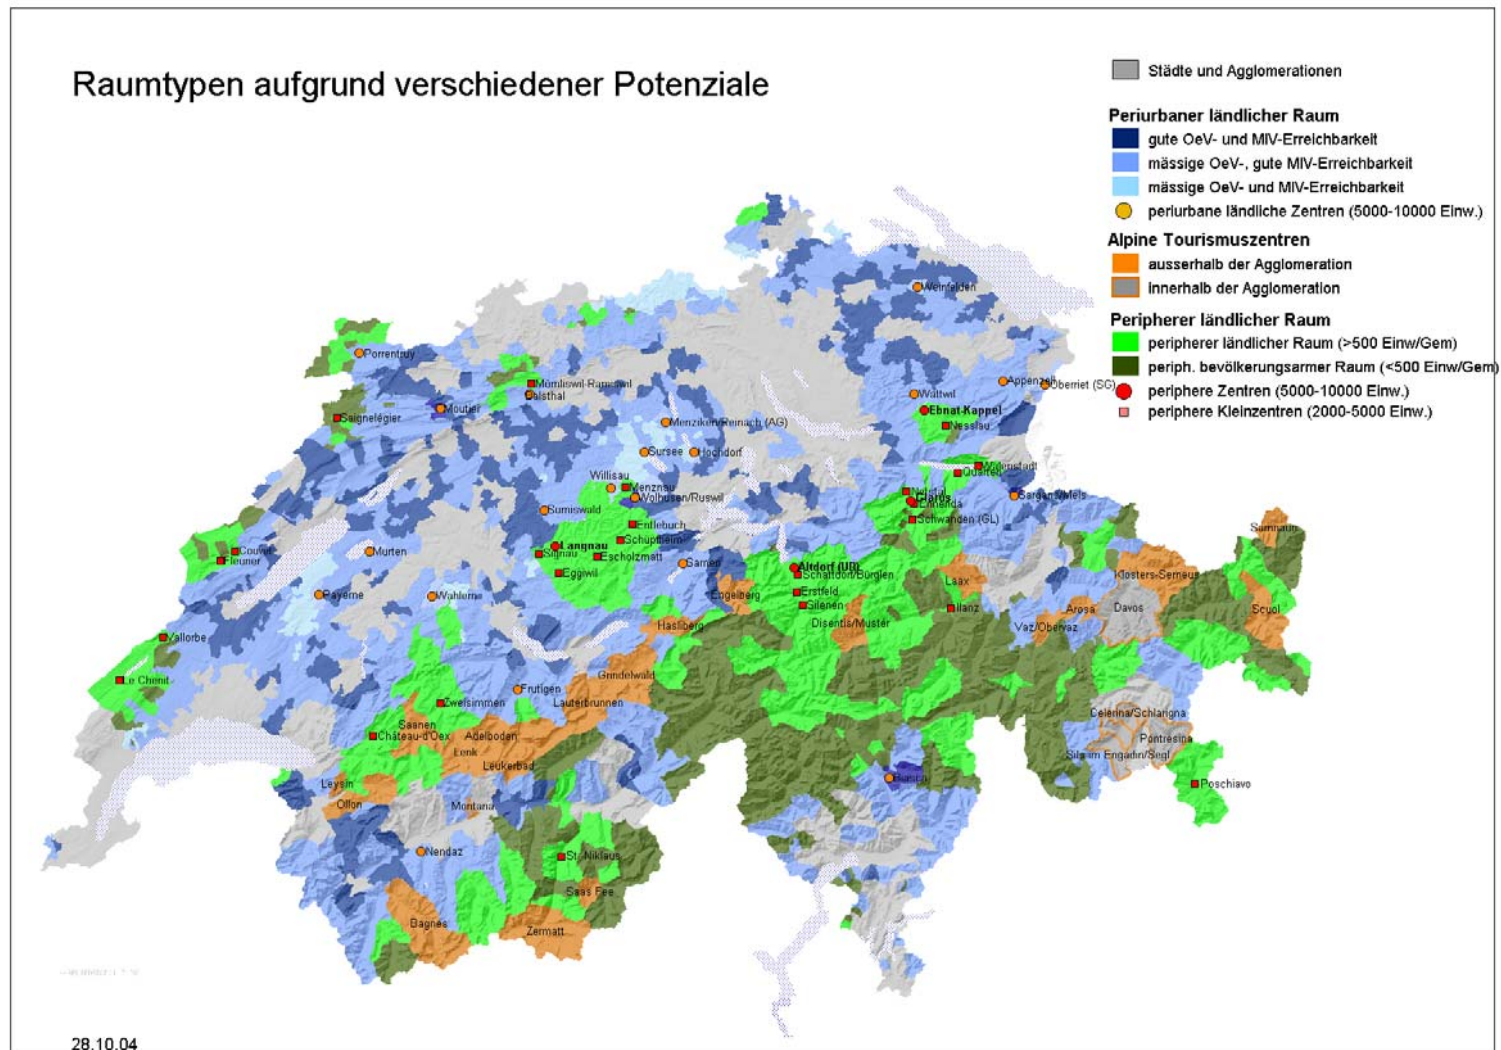 Raumtypen aufgrund verschiedener Potenziale
Städte und Agglomerationen
Periurbaner ländlicher Raum
gute OeV- und MIV-Erreichbarkeit
mässige OeV-, gute MIV-Erreichbarkeit
mässige OeV- und MIV-Erreichbarkeit
periurbane ländliche Zentren (5000-10000 Einw.)
Alpine Tourismuszentren
ausserhalb der Agglomeration
innerhalb der Agglomeration
Peripherer ländlicher Raum
peripherer ländlicher Raum (>500 Einw/Gem)
periph. bevölkerungsarmer Raum (<500 Einw/Gem)
periphere Zentren (5000-10000 Einw.)
periphere Kleinzentren (2000-5000 Einw.)
Weinfelden
Porrentruy
Mümliswil-Ramiswil
Balsthal
Appenzell
Oberriet (SG)
Wattwil
Ebnat-Kappel
Moutier
Saignelégier
Nesslau
Menziken/Reinach (AG)
Sursee
Hochdorf
Walenstadt
Quarten
Willisau
Menznau
Wolhusen/Ruswil
Netstal
Glarus
Ennenda
Sargans/Mels
Sumiswald
Schwanden (GL)
Entlebuch
Samnaun
Schüpfheim
Langnau
Signau
Escholzmatt
Couvet
Fleurier
Murten
Sarnen
Altdorf (UR)
Schattdorf/Bürglen
Eggiwil
Klosters-Serneus
Laax
Engelberg
Erstfeld
Payerne
Wahlern
Silenen
Ilanz
Arosa
Davos
Scuol
Disentis/Mustér
Hasliberg
Vaz/Obervaz
Vallorbe
Le Chenit
Grindelwald
Frutigen
Lauterbrunnen
Zweisimmen
Saanen
Château-d'Oex
Adelboden
Celerina/Schlarigna
Pontresina
Lenk
Sils im Engadin/Segl
Leukerbad
Leysin
Biasca
Poschiavo
Ollon
Montana
Nendaz
St. Niklaus
Saas Fee
Bagnes
Zermatt
28.10.04